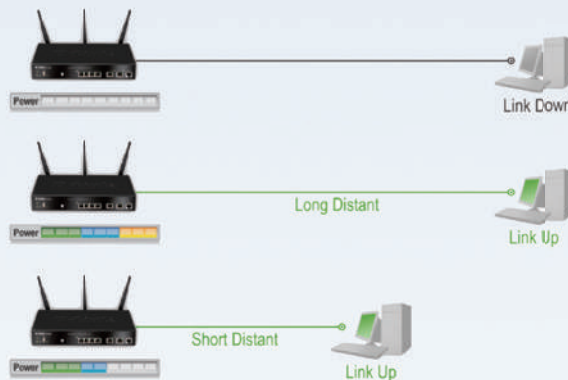 Power
Link Down
Long Distant
Power
Link Up
Short Distant
Power
Link Up